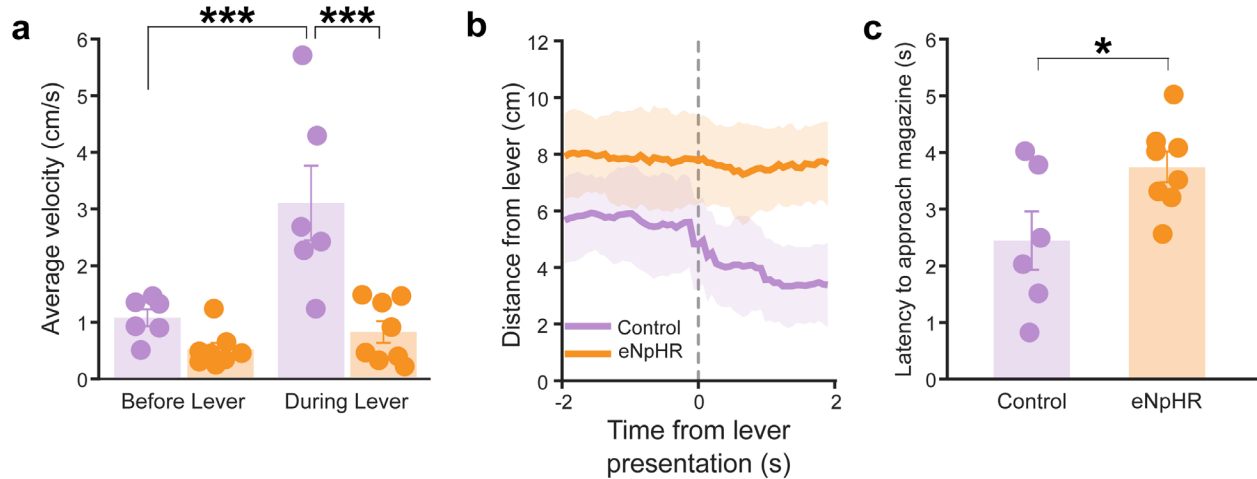 a
***
***
Average velocity (cm/s)
6
5
4
3
2
1
0
Before Lever
During Lever
b
Distance from lever (cm)
12
10
8
6
4
2
0
Control
eNpHR
-2
0
2
Time from lever
presentation (s)
c
*
Latency to approach magazine (s)
6
5
4
3
2
1
0
Control
eNpHR